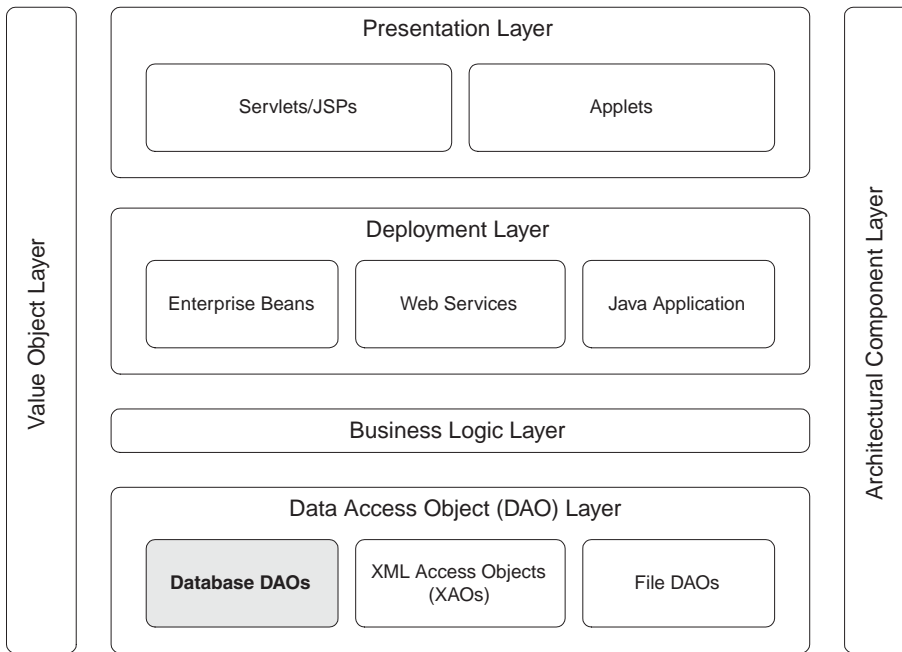 Presentation Layer
Servlets/JSPs
Applets
Value Object Layer
Architectural Component Layer
Deployment Layer
Enterprise Beans
Web Services
Java Application
Business Logic Layer
Data Access Object (DAO) Layer
Database DAOs
XML Access Objects
(XAOs)
File DAOs